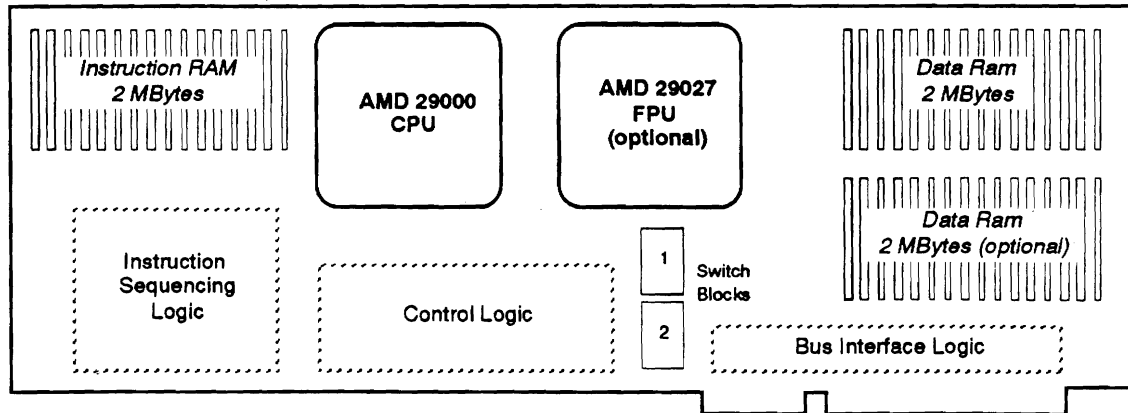 Instruction RAM
2 MBytes
AMD 29000
CPU
AMD 29027
FPU
(optional)
Data Ram
2 MBytes
Data Ram
2 MBytes (optional)
Instruction
Sequencing
Logic
Control Logic
1
2
Switch
Blocks
Bus Interface Logic